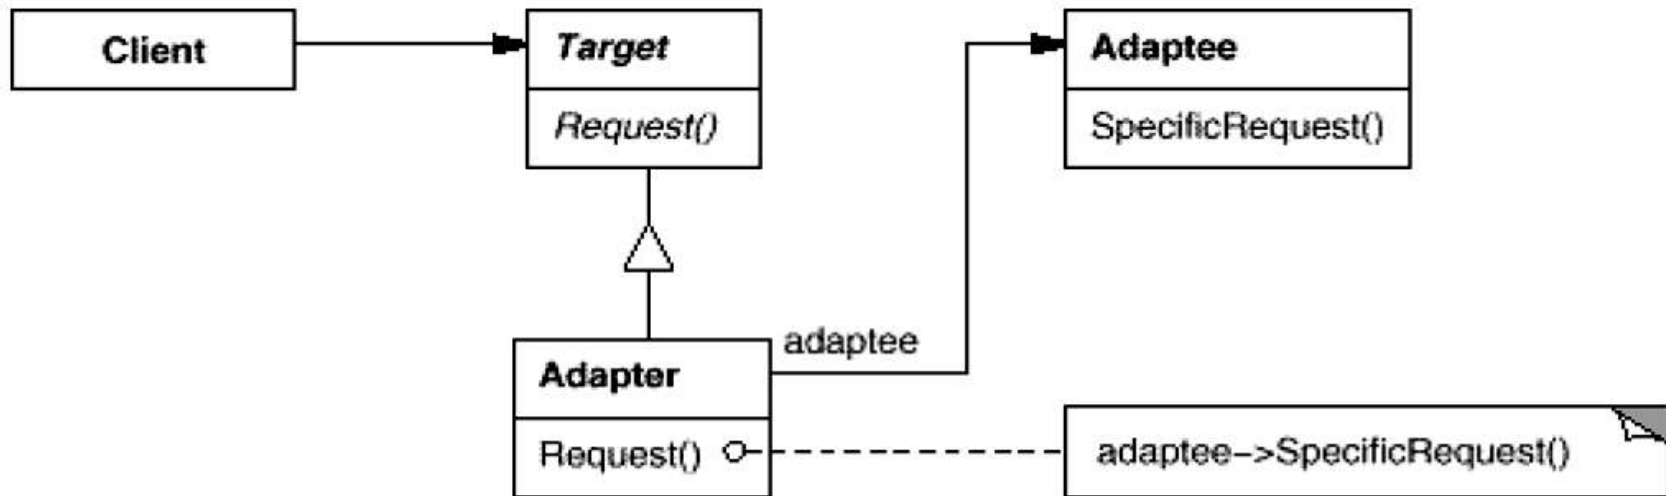 Client
Target
Request()
Adaptee
SpecificRequest()
adaptee
Adapter
Request()
adaptee->SpecificRequest()